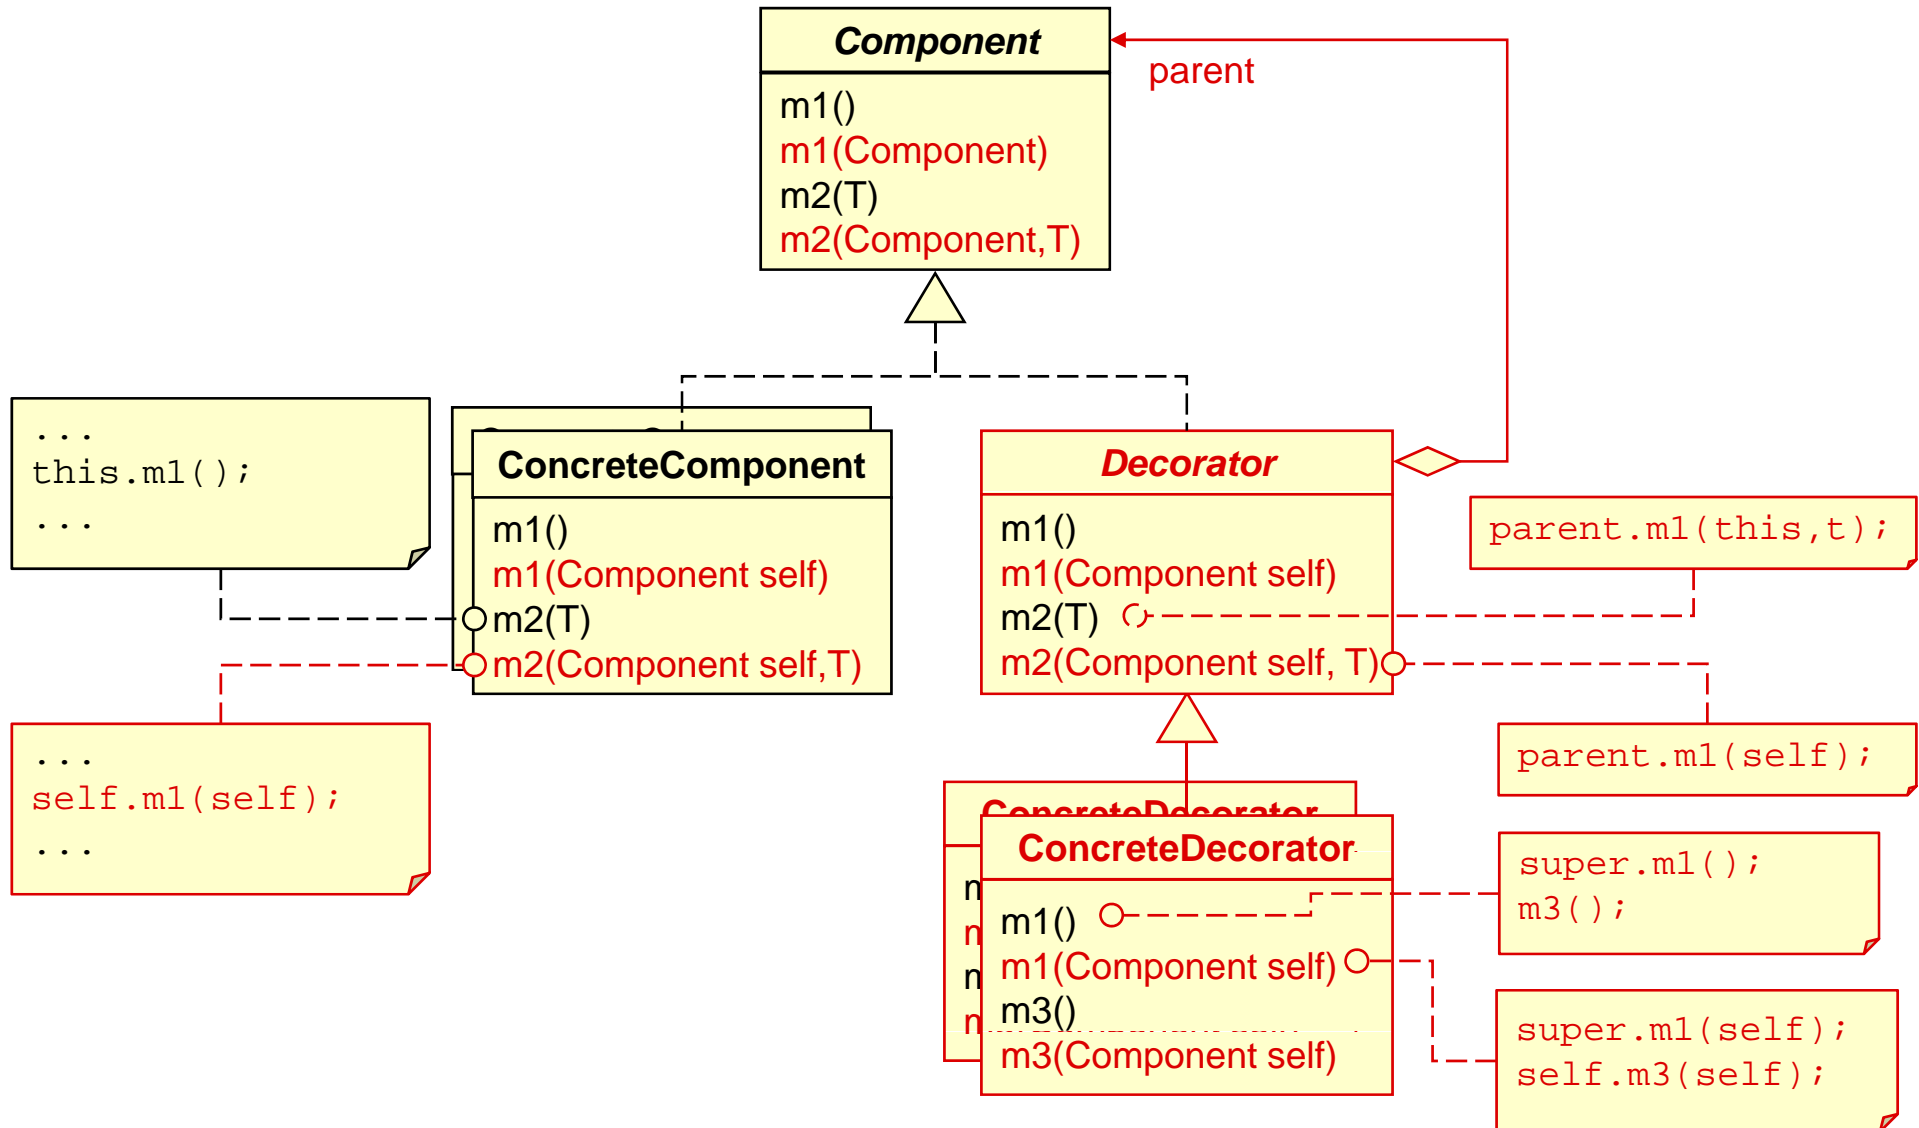 Component
parent
m1()
m1(Component)
m2(T)
m2(Component,T)
...
this.m1();
...
ConcreteComponent
m1()
m1(Component self)
m2(T)
m2(Component self,T)
Decorator
m1()
m1(Component self)
m2(T)
m2(Component self, T)
parent.m1(this,t);
parent.m1(self);
...
self.m1(self);
...
ConcreteDecorator
ConcreteDecorator
m1()
m1(Component self)
m3()
m3(Component self)
super.m1();
m3();
super.m1(self);
self.m3(self);